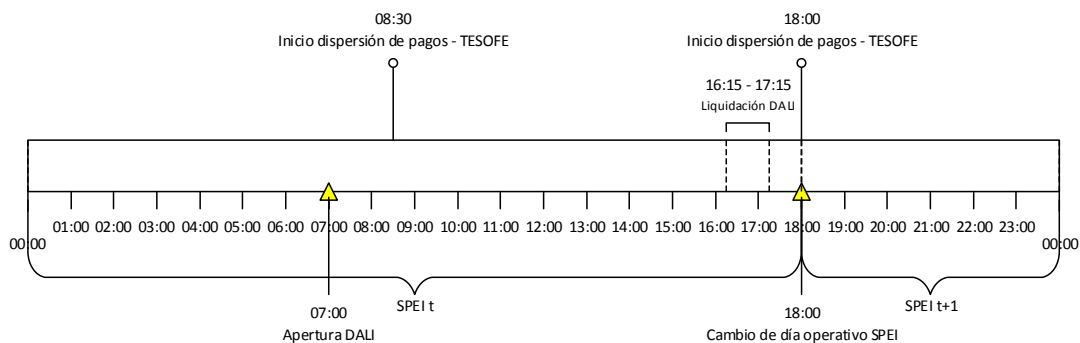 08:30
Inicio dispersión de pagos - TESOFE
18:00
Inicio dispersión de pagos - TESOFE
16:15 - 17:15
Liquidación DALI
00:00
01:00 02:00 03:00 04:00 05:00 06:00 07:00 08:00 09:00 10:00 11:00 12:00 13:00 14:00 15:00 16:00 17:00 18:00 19:00 20:00 21:00 22:00 23:00
00:00
SPEI t
SPEI t+1
07:00
Apertura DALI
18:00
Cambio de día operativo SPEI